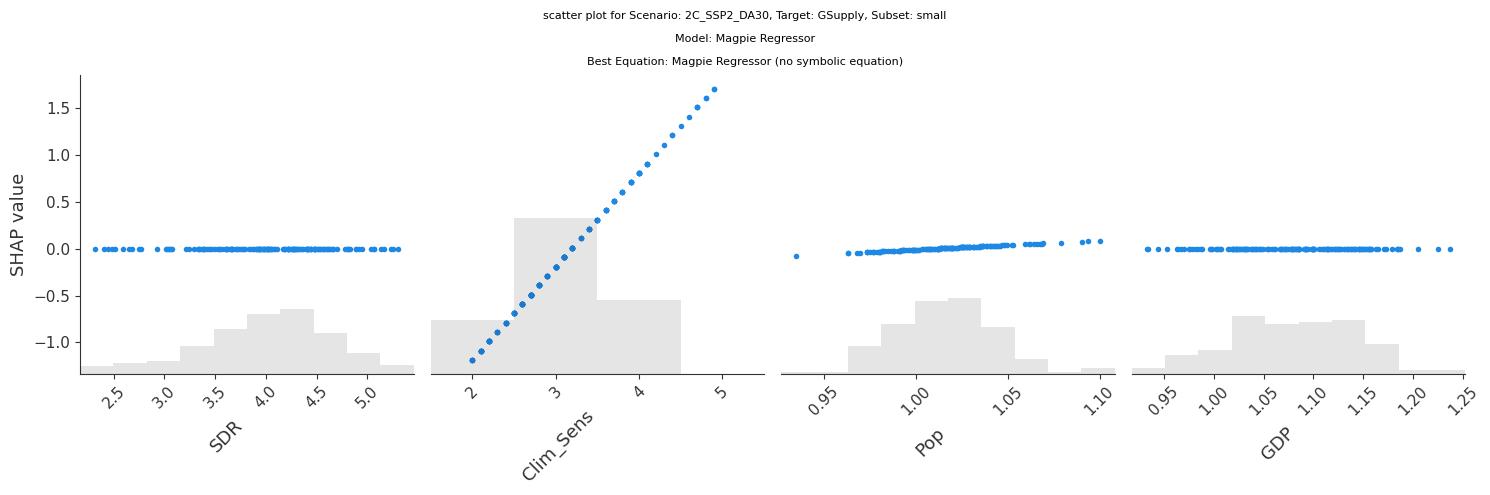 scatter plot for Scenario: 2C_SSP2_DA30, Target: GSupply, Subset: small
Model: Magpie Regressor
Best Equation: Magpie Regressor (no symbolic equation)
SHAP value
1.5
1.0
0.5
0.0
−0.5
−1.0
2.5 3.0 3.5 4.0 4.5 5.0
SDR
2 3 4 5
Clim_Sens
0.95 1.00 1.05 1.10
Pop
0.95 1.00 1.05 1.10 1.15 1.20 1.25
GDP